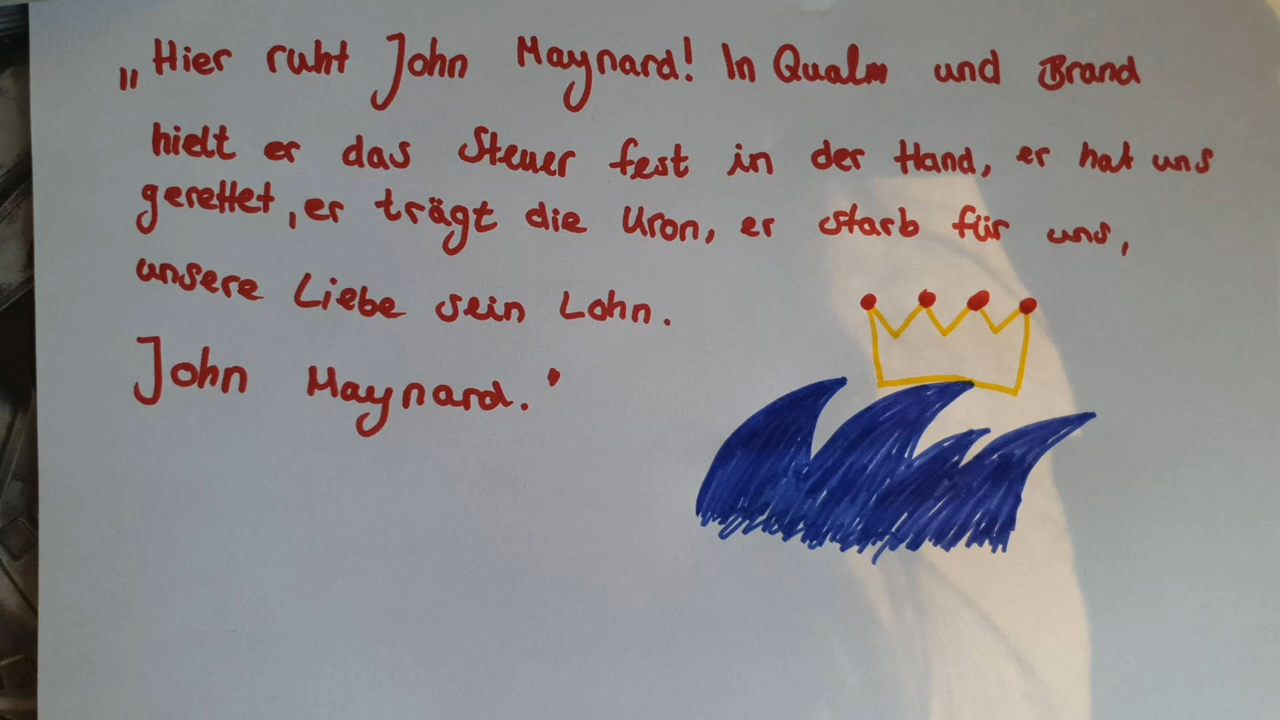 „Hier ruht John Maynard! In Qualm und Brand
hielt er das Steuer fest in der Hand, er hat uns
gerettet, er trägt die Kron, er starb für uns,
unsere Liebe sein Lohn.
John Maynard.'